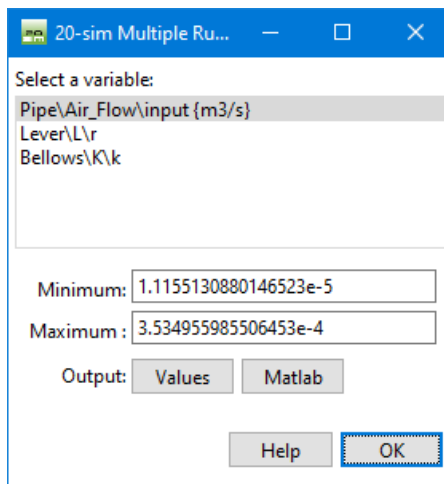 20-sim Multiple Ru...
Select a variable:
Pipe\Air_Flow\input {m3/s}
Lever\L\r
Bellows\K\k
Minimum: 1.1155130880146523e-5
Maximum : 3.534955985506453e-4
Output: Values Matlab
Help OK